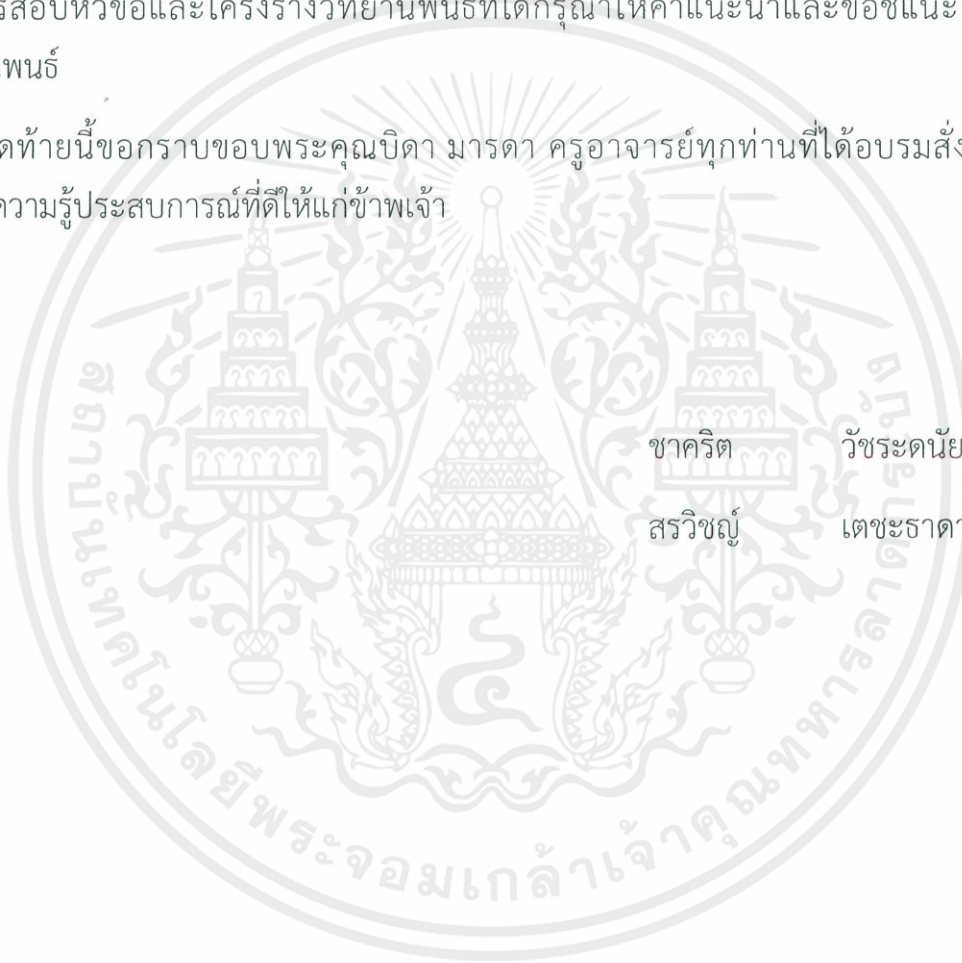 รสอบหัวข้อและโครงร่างวิทยานิพนธ์ที่ได้กรุณาให้คำแนะนำและข้อชี้แนะ
พนธ์
ดท้ายนี้ขอกราบขอบพระคุณบิดา มารดา ครูอาจารย์ทุกท่านที่ได้อบรมสั่ง
ความรู้ประสบการณ์ที่ดีให้แก่ข้าพเจ้า
ชาคริต วัชระดนัย
สรวิชญ์ เตชะธาดา
สถาบันเทคโนโลยีพระจอมเกล้าเจ้าคุณทหารลาดกระบัง